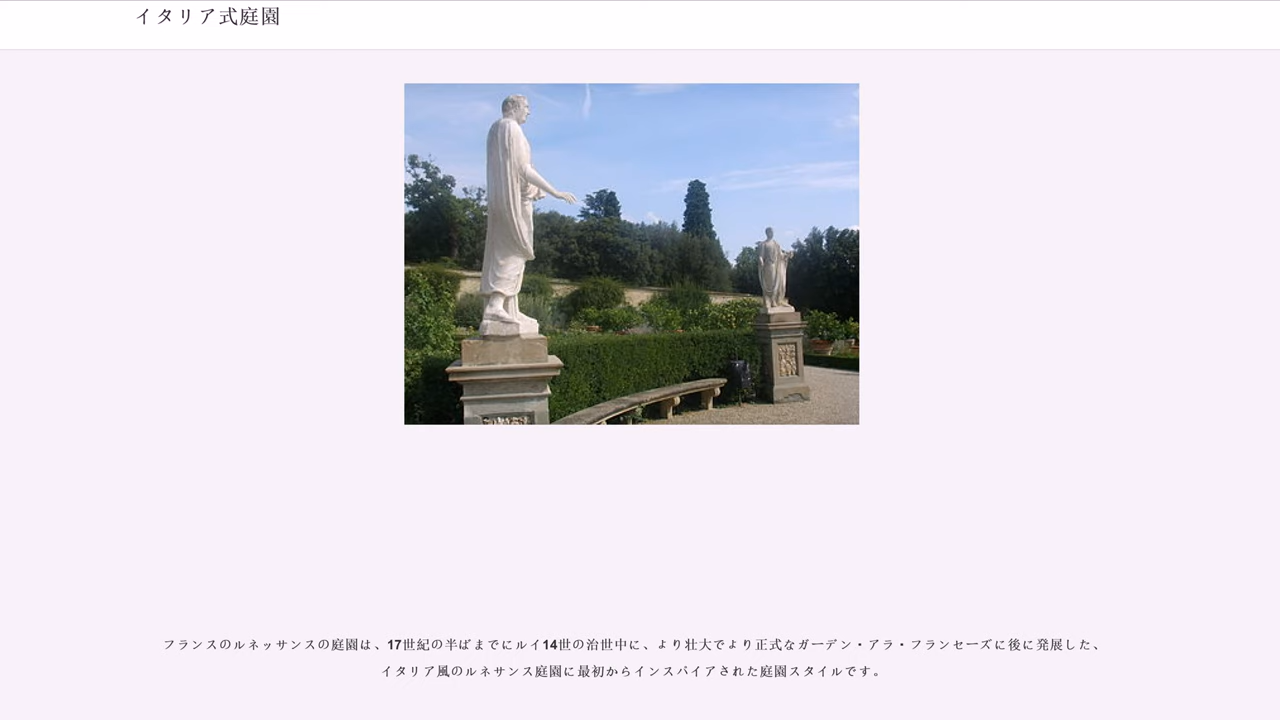 イタリア式庭園
フランスのルネッサンスの庭園は、17世紀の半ばまでにルイ14世の治世中に、より壮大でより正式なガーデン・アラ・フランセーズに後に発展した、
イタリア風のルネサンス庭園に最初からインスパイアされた庭園スタイルです。